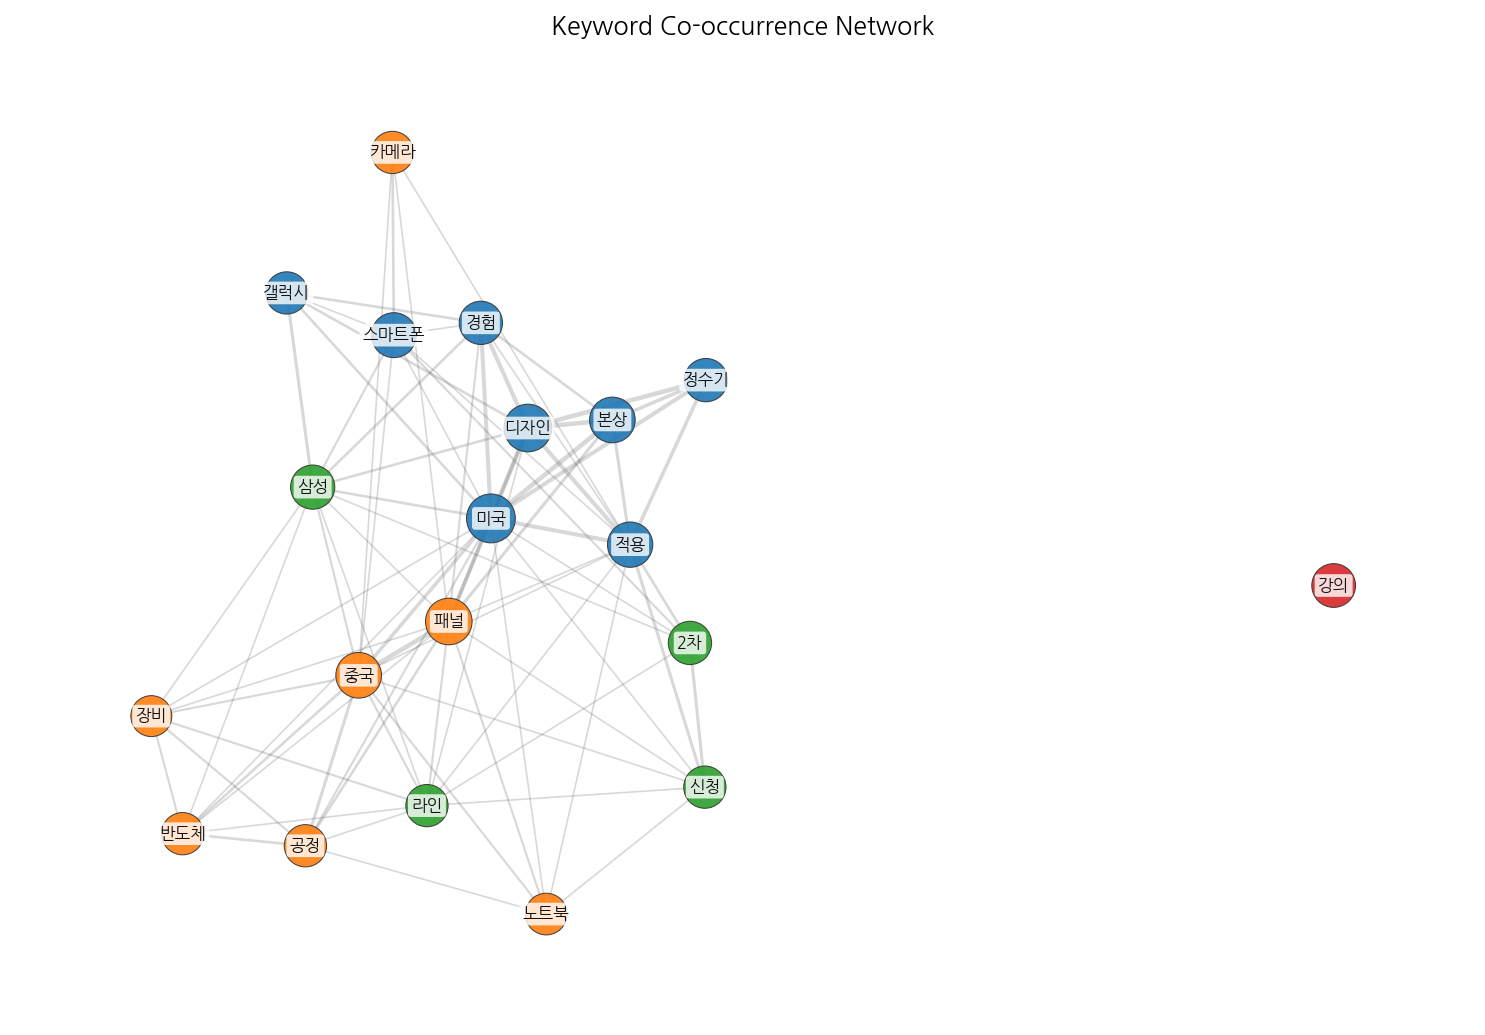 Keyword Co-occurrence Network
카메라
갤럭시
스마트폰
경험
정수기
본상
디자인
삼성
미국
적용
강의
패널
2차
중국
장비
신청
라인
반도체
공정
노트북